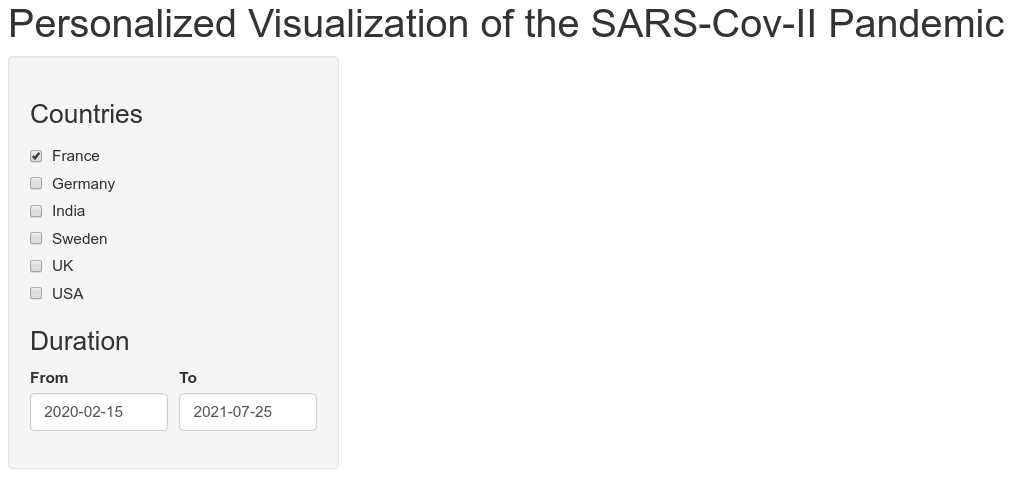 Personalized Visualization of the SARS-Cov-II Pandemic
Countries
France
Germany
India
Sweden
UK
USA
Duration
From To
2020-02-15 2021-07-25